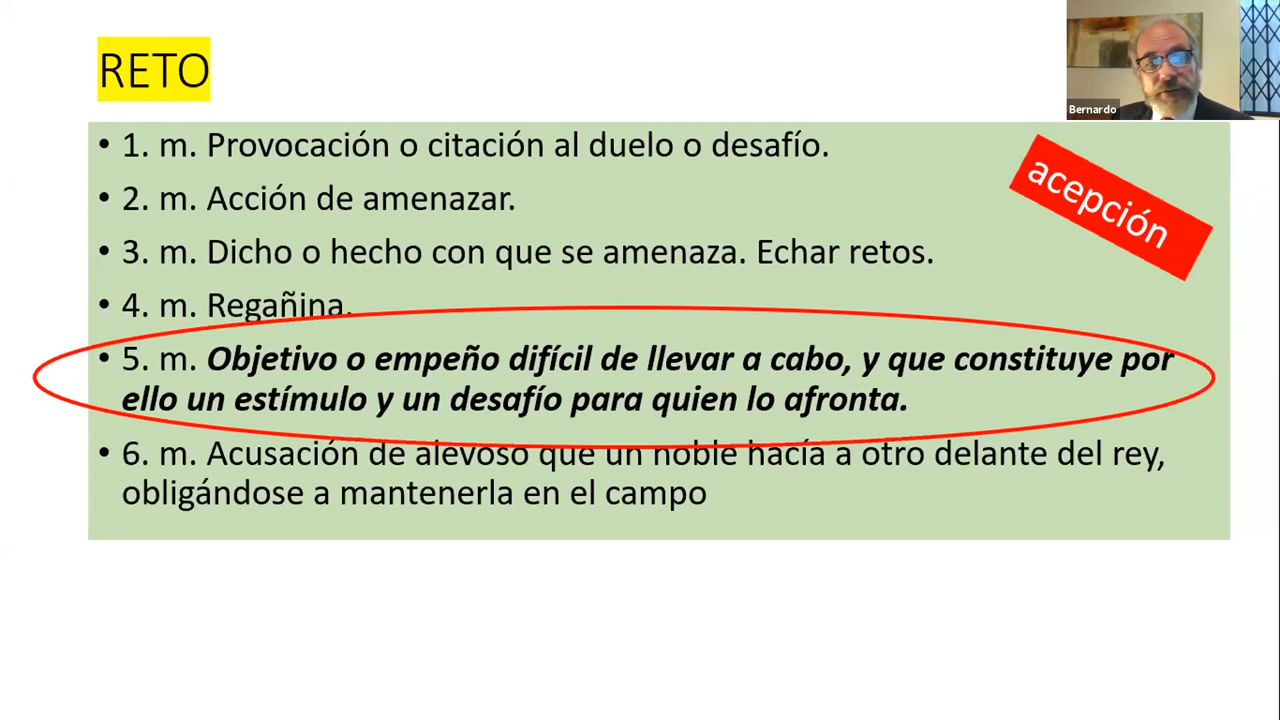 RETO
Bernardo
• 1. m. Provocación o citación al duelo o desafío.
acepción
• 2. m. Acción de amenazar.
• 3. m. Dicho o hecho con que se amenaza. Echar retos.
• 4. m. Regañina.
• 5. m. Objetivo o empeño difícil de llevar a cabo, y que constituye por
ello un estímulo y un desafío para quien lo afronta.
• 6. m. Acusación de alevoso que un noble hacía a otro delante del rey,
obligándose a mantenerla en el campo